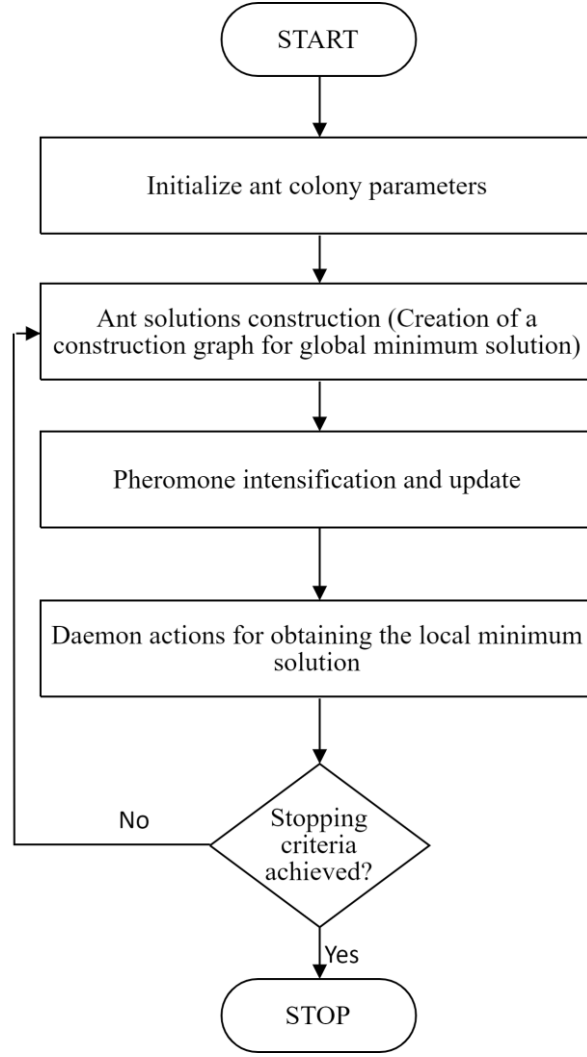 START
Initialize ant colony parameters
Ant solutions construction (Creation of a
construction graph for global minimum solution)
Pheromone intensification and update
Daemon actions for obtaining the local minimum
solution
No
Stopping
criteria
achieved?
Yes
STOP